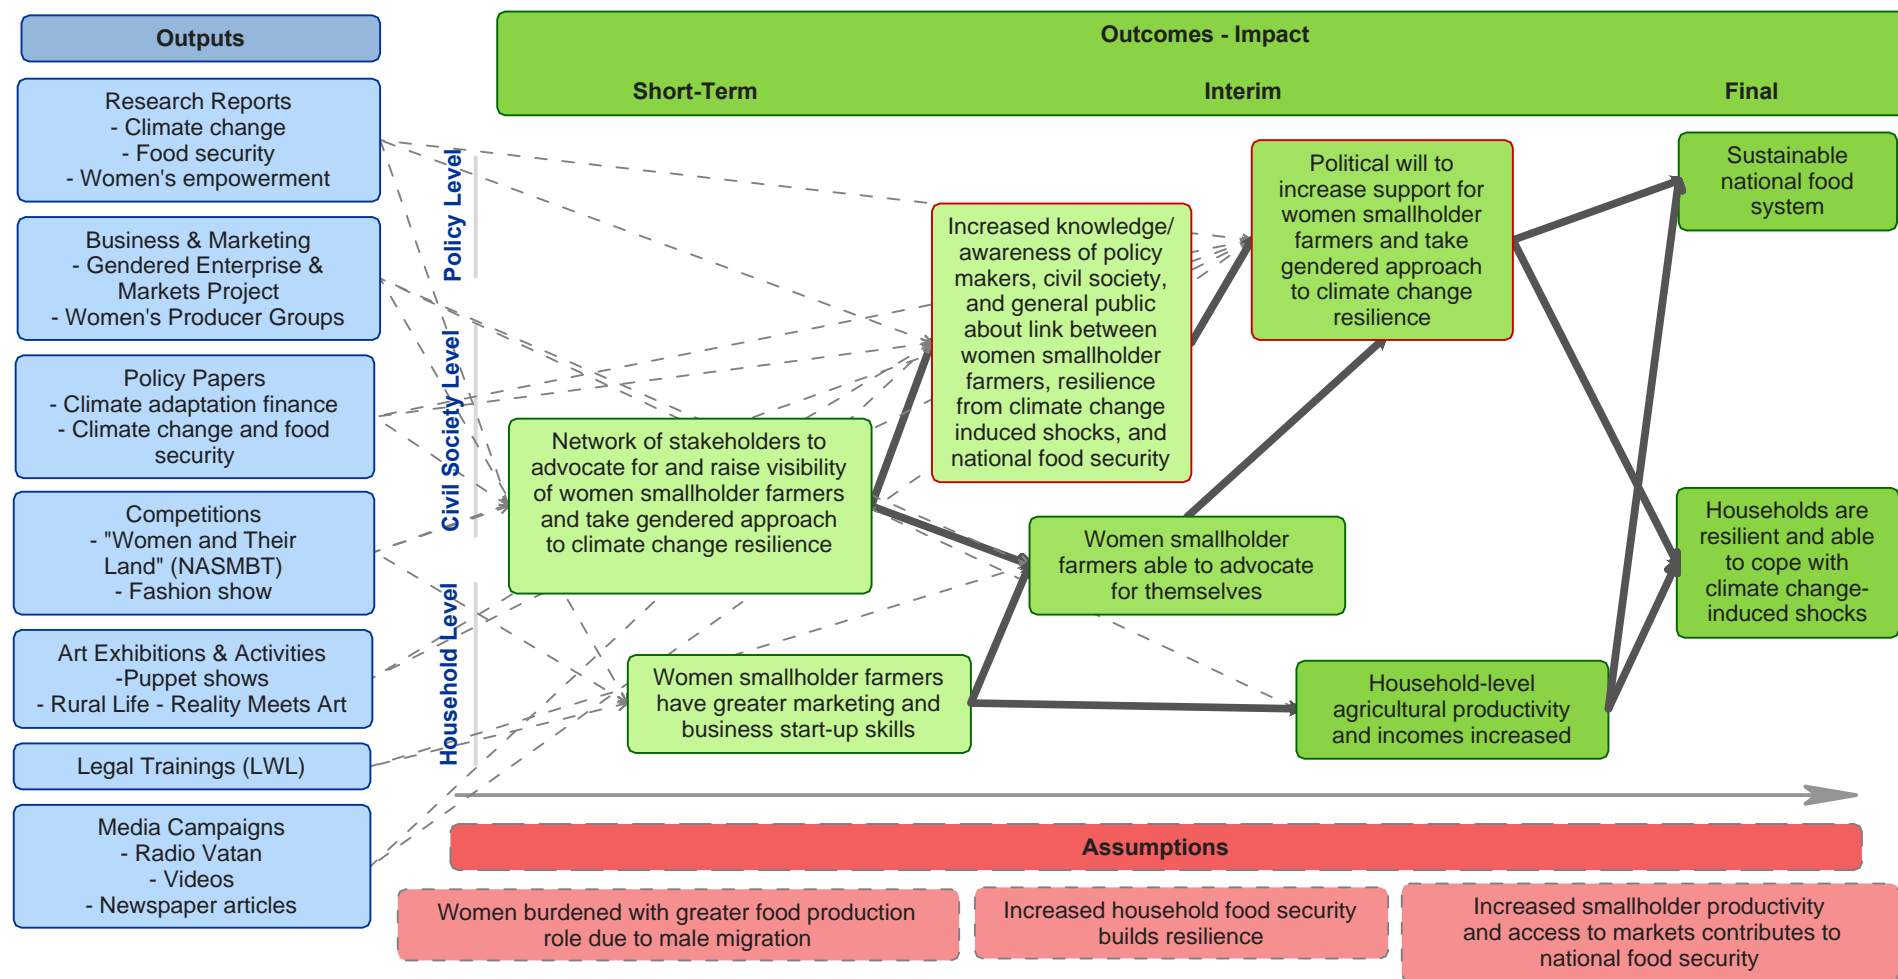 Outputs
Research Reports
- Climate change
- Food security
- Women's empowerment
Business & Marketing
- Gendered Enterprise &
Markets Project
- Women's Producer Groups
Policy Papers
- Climate adaptation finance
- Climate change and food
security
Competitions
- "Women and Their
Land" (NASMBT)
- Fashion show
Art Exhibitions & Activities
-Puppet shows
- Rural Life - Reality Meets Art
Legal Trainings (LWL)
Media Campaigns
- Radio Vatan
- Videos
- Newspaper articles
Outcomes - Impact
Short-Term
Interim
Final
Policy Level
Civil Society Level
Household Level
Network of stakeholders to
advocate for and raise visibility
of women smallholder farmers
and take gendered approach
to climate change resilience
Women smallholder farmers
have greater marketing and
business start-up skills
Increased knowledge/
awareness of policy
makers, civil society,
and general public
about link between
women smallholder
farmers, resilience
from climate change
induced shocks, and
national food security
Women smallholder
farmers able to advocate
for themselves
Political will to
increase support for
women smallholder
farmers and take
gendered approach
to climate change
resilience
Household-level
agricultural productivity
and incomes increased
Sustainable
national food
system
Households are
resilient and able
to cope with
climate change-
induced shocks
Assumptions
Women burdened with greater food production
role due to male migration
Increased household food security
builds resilience
Increased smallholder productivity
and access to markets contributes to
national food security